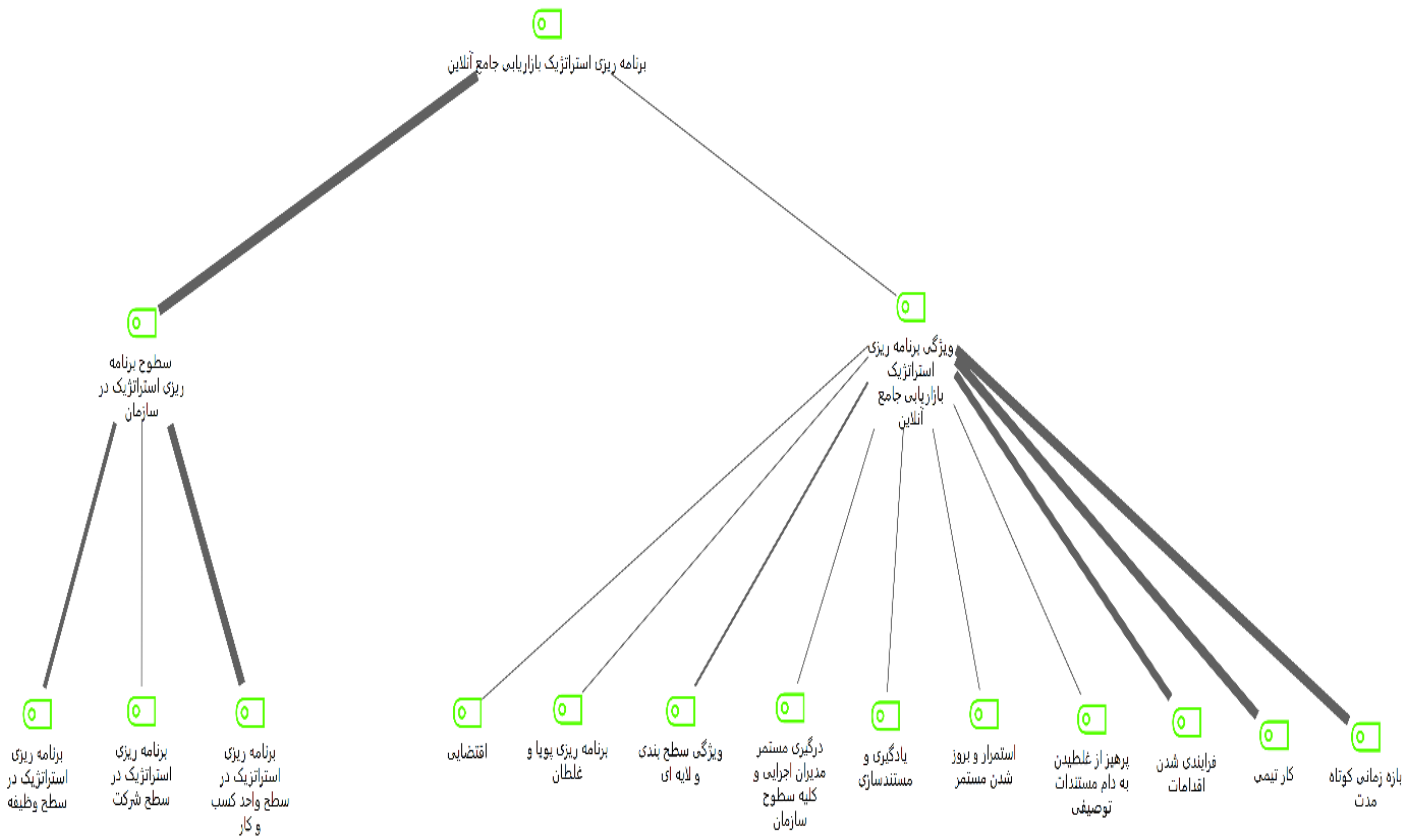 برنامه ریزی استراتژیک بازاریابی جامع آنلاین
ویژگی برنامه ریزی
استراتژیک
بازاریابی جامع
آنلاین
سطوح برنامه
ریزی استراتژیک در
سازمان
بازه زمانی کوتاه
مدت
کار تیمی
فرایندی شدن
اقدامات
پرهیز از غلطیدن
به دام مستندات
توصیفی
استمرار و بروز
شدن مستمر
یادگیری و
مستندسازی
درگیری مستمر
مدیران اجرایی و
کلیه سطوح
سازمان
ویژگی سطح بندی
و لایه ای
برنامه ریزی پویا و
غلطان
اقتضایی
برنامه ریزی
استراتزیک در
سطح واحد کسب
و کار
برنامه ریزی
استراتژیک در
سطح شرکت
برنامه ریزی
استراتژیک در
سطح وظیفه